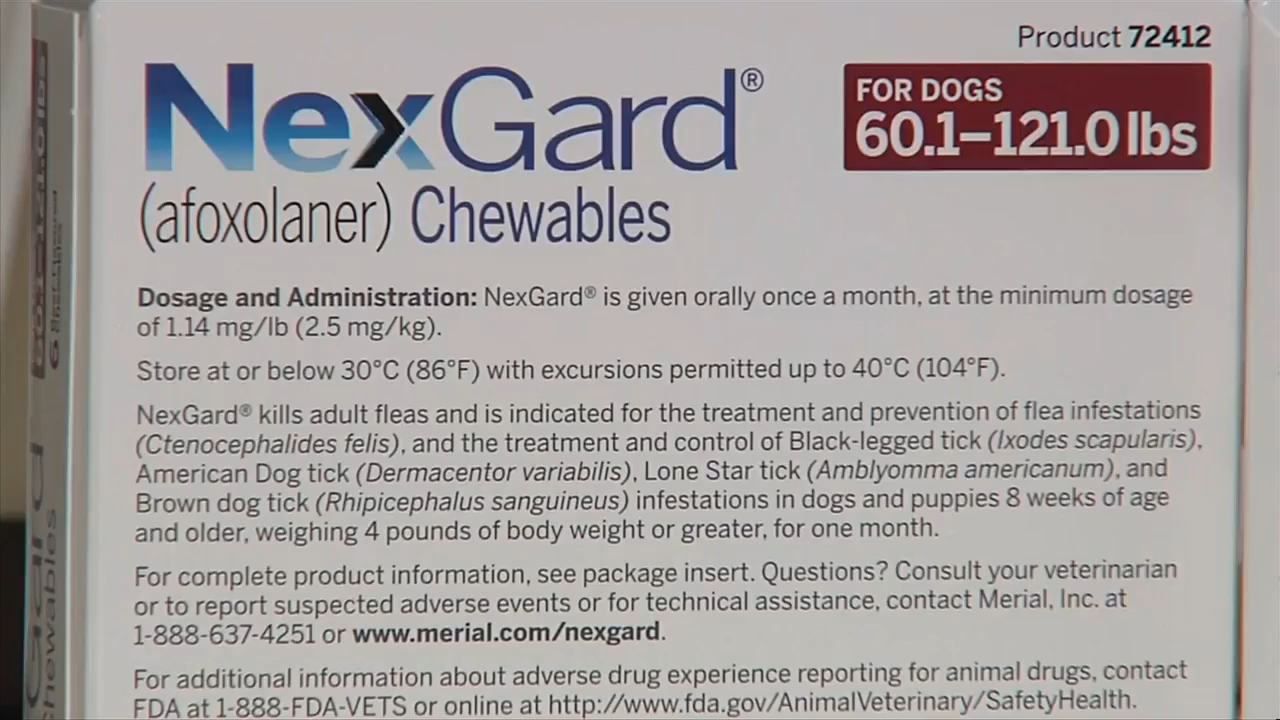 Product 72412
NexGard®
FOR DOGS
60.1–121.0 lbs
(afoxolaner) Chewables
Dosage and Administration: NexGard® is given orally once a month, at the minimum dosage
of 1.14 mg/lb (2.5 mg/kg).
Store at or below 30°C (86°F) with excursions permitted up to 40°C (104°F).
NexGard® kills adult fleas and is indicated for the treatment and prevention of flea infestations
(Ctenocephalides felis), and the treatment and control of Black-legged tick (Ixodes scapularis),
American Dog tick (Dermacentor variabilis), Lone Star tick (Amblyomma americanum), and
Brown dog tick (Rhipicephalus sanguineus) infestations in dogs and puppies 8 weeks of age
and older, weighing 4 pounds of body weight or greater, for one month.
For complete product information, see package insert. Questions? Consult your veterinarian
or to report suspected adverse events or for technical assistance, contact Merial, Inc. at
1-888-637-4251 or www.merial.com/nexgard.
For additional information about adverse drug experience reporting for animal drugs, contact
FDA at 1-888-FDA-VETS or online at http://www.fda.gov/AnimalVeterinary/SafetyHealth.